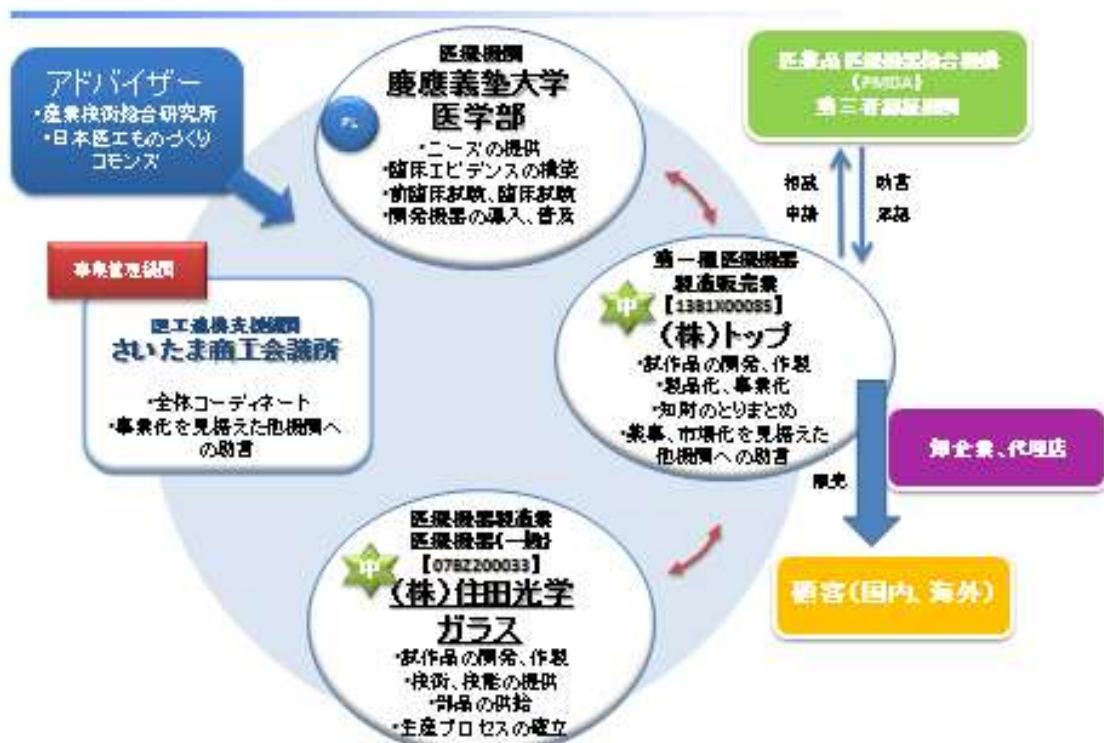 アドバイザー
・産業技術総合研究所
・日本医工ものづくり
コモンズ
医療機関
慶應義塾大学
医学部
PL
・ニーズの提供
・臨床エビデンスの構築
・前臨床試験、臨床試験
・開発機器の導入、普及
医薬品医療機器総合機構
(PMDA)
第三者認証機関
相談
申請
助言
承認
事業管理機関
医工連携支援機関
さいたま商工会議所
・全体コーディネート
・事業化を見据えた他機関へ
の助言
第一種医療機器
製造販売業
【13B1X00085】
中
(株)トップ
・試作品の開発、作製
・製品化、事業化
・知財のとりまとめ
・薬事、市場化を見据えた
他機関への助言
卸企業、代理店
販売
顧客(国内、海外)
医療機器製造業
医療機器(一般)
【07BZ200033】
中
(株)住田光学
ガラス
・試作品の開発、作製
・技術、技能の提供
・部品の供給
・生産プロセスの確立